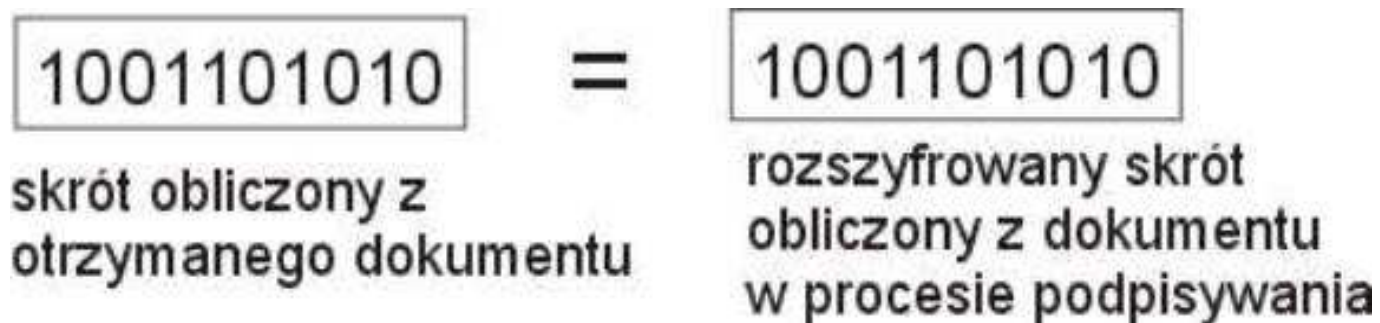 1001101010 = 1001101010
skrót obliczony z
otrzymanego dokumentu
rozszyfrowany skrót
obliczony z dokumentu
w procesie podpisywania